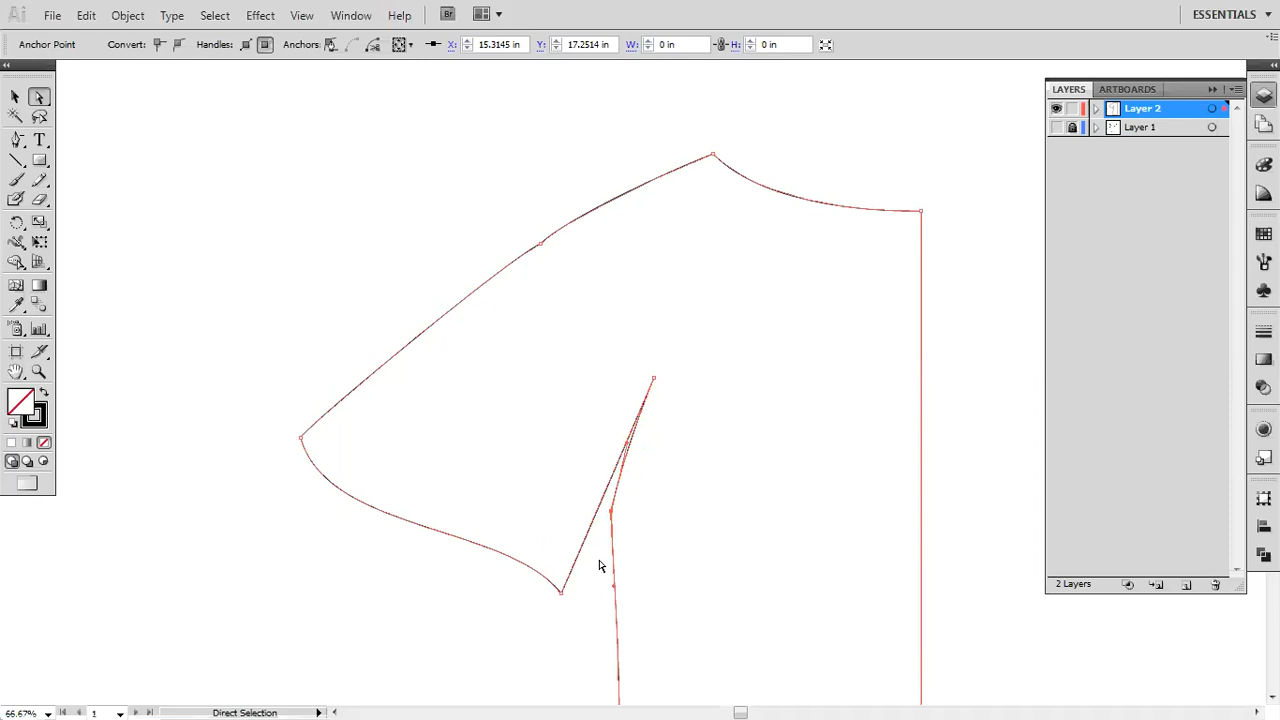 Ai File Edit Object Type Select Effect View Window Help Br ESSENTIALS
Anchor Point Convert: Handles: Anchors: X: 15.3145 in Y: 17.2514 in W: 0 in H: 0 in
LAYERS ARTBOARDS
Layer 2
Layer 1
2 Layers
66.67% 1 Direct Selection